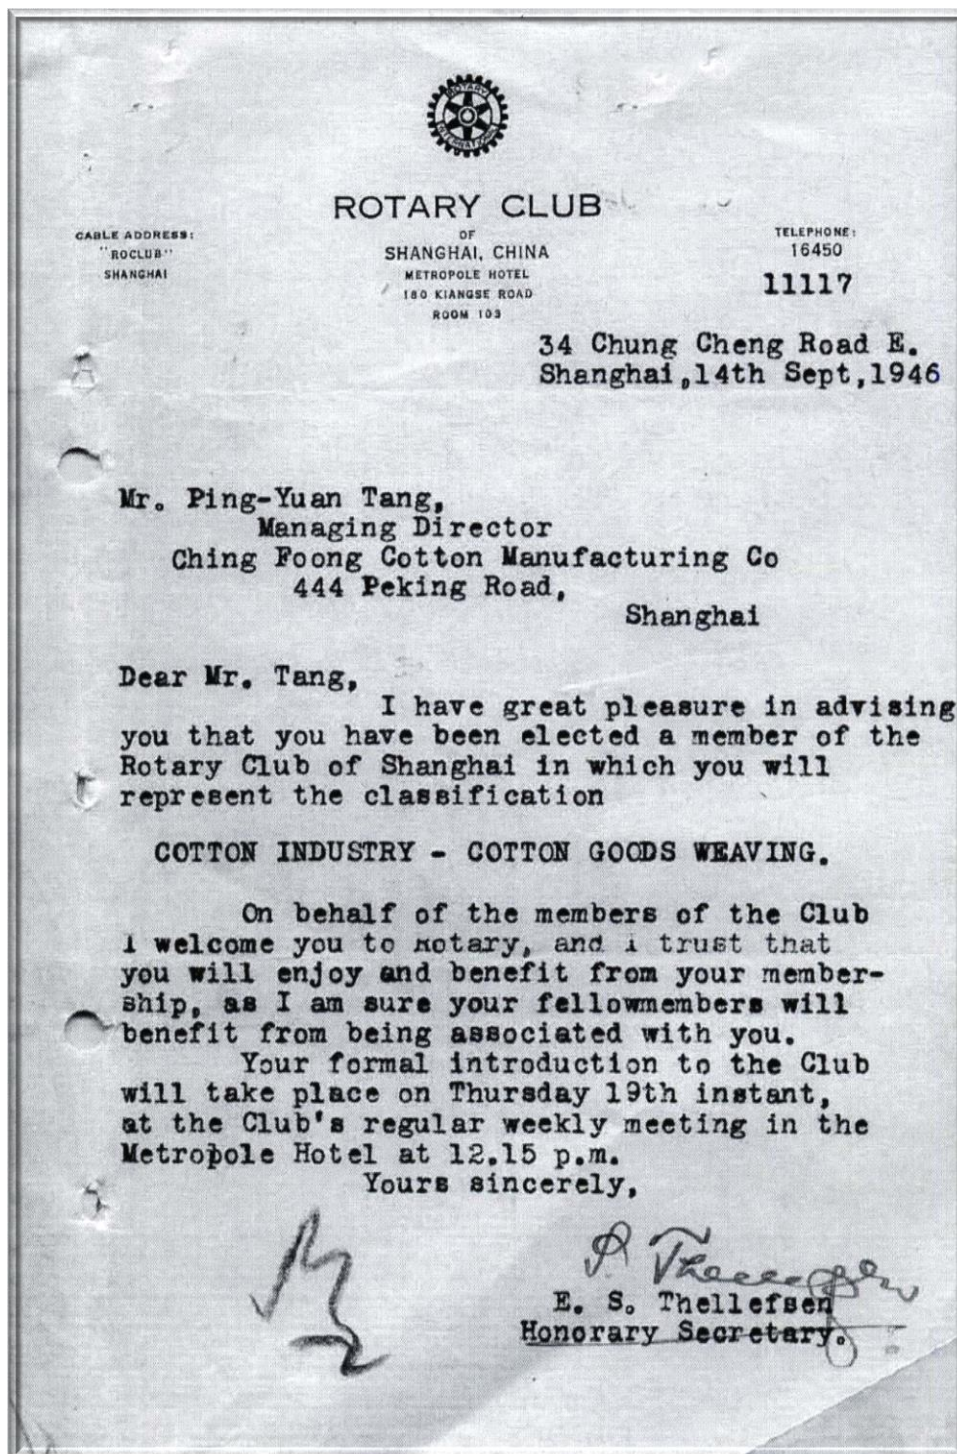 ROTARY
INTERNATIONAL
ROTARY CLUB
OF
SHANGHAI, CHINA
METROPOLE HOTEL
180 KIANGSE ROAD
ROOM 103
CABLE ADDRESS:
"ROCLUB"
SHANGHAI
TELEPHONE:
16450
11117
34 Chung Cheng Road E.
Shanghai,14th Sept,1946
Mr. Ping-Yuan Tang,
Managing Director
Ching Foong Cotton Manufacturing Co
444 Peking Road,
Shanghai
Dear Mr. Tang,
I have great pleasure in advising
you that you have been elected a member of the
Rotary Club of Shanghai in which you will
represent the classification
COTTON INDUSTRY - COTTON GOODS WEAVING.
On behalf of the members of the Club
I welcome you to Rotary, and i trust that
you will enjoy and benefit from your member-
ship, as I am sure your fellowmembers will
benefit from being associated with you.
Your formal introduction to the Club
will take place on Thursday 19th instant,
at the Club's regular weekly meeting in the
Metropole Hotel at 12.15 p.m.
Yours sincerely,
E. S. Thellefsen
Honorary Secretary.